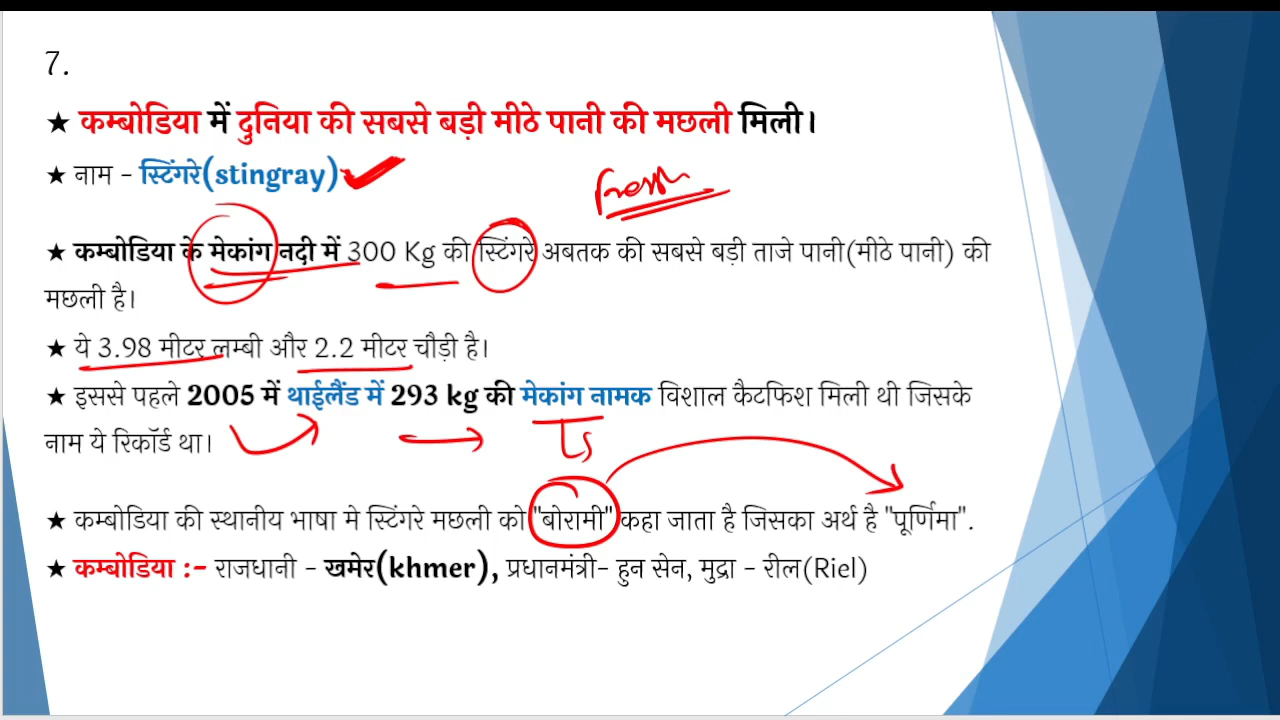 7.
★ कम्बोडिया में दुनिया की सबसे बड़ी मीठे पानी की मछली मिली।
★ नाम - स्टिंगरे(stingray)
fresh
★ कम्बोडिया के मेकांग नदी में 300 Kg की स्टिंगरे अबतक की सबसे बड़ी ताजे पानी(मीठे पानी) की
मछली है।
★ ये 3.98 मीटर लम्बी और 2.2 मीटर चौड़ी है।
★ इससे पहले 2005 में थाईलैंड में 293 kg की मेकांग नामक विशाल कैटफिश मिली थी जिसके
नाम ये रिकॉर्ड था।
★ कम्बोडिया की स्थानीय भाषा मे स्टिंगरे मछली को "बोरामी" कहा जाता है जिसका अर्थ है "पूर्णिमा".
★ कम्बोडिया :- राजधानी - खमेर(khmer), प्रधानमंत्री- हुन सेन, मुद्रा - रील(Riel)